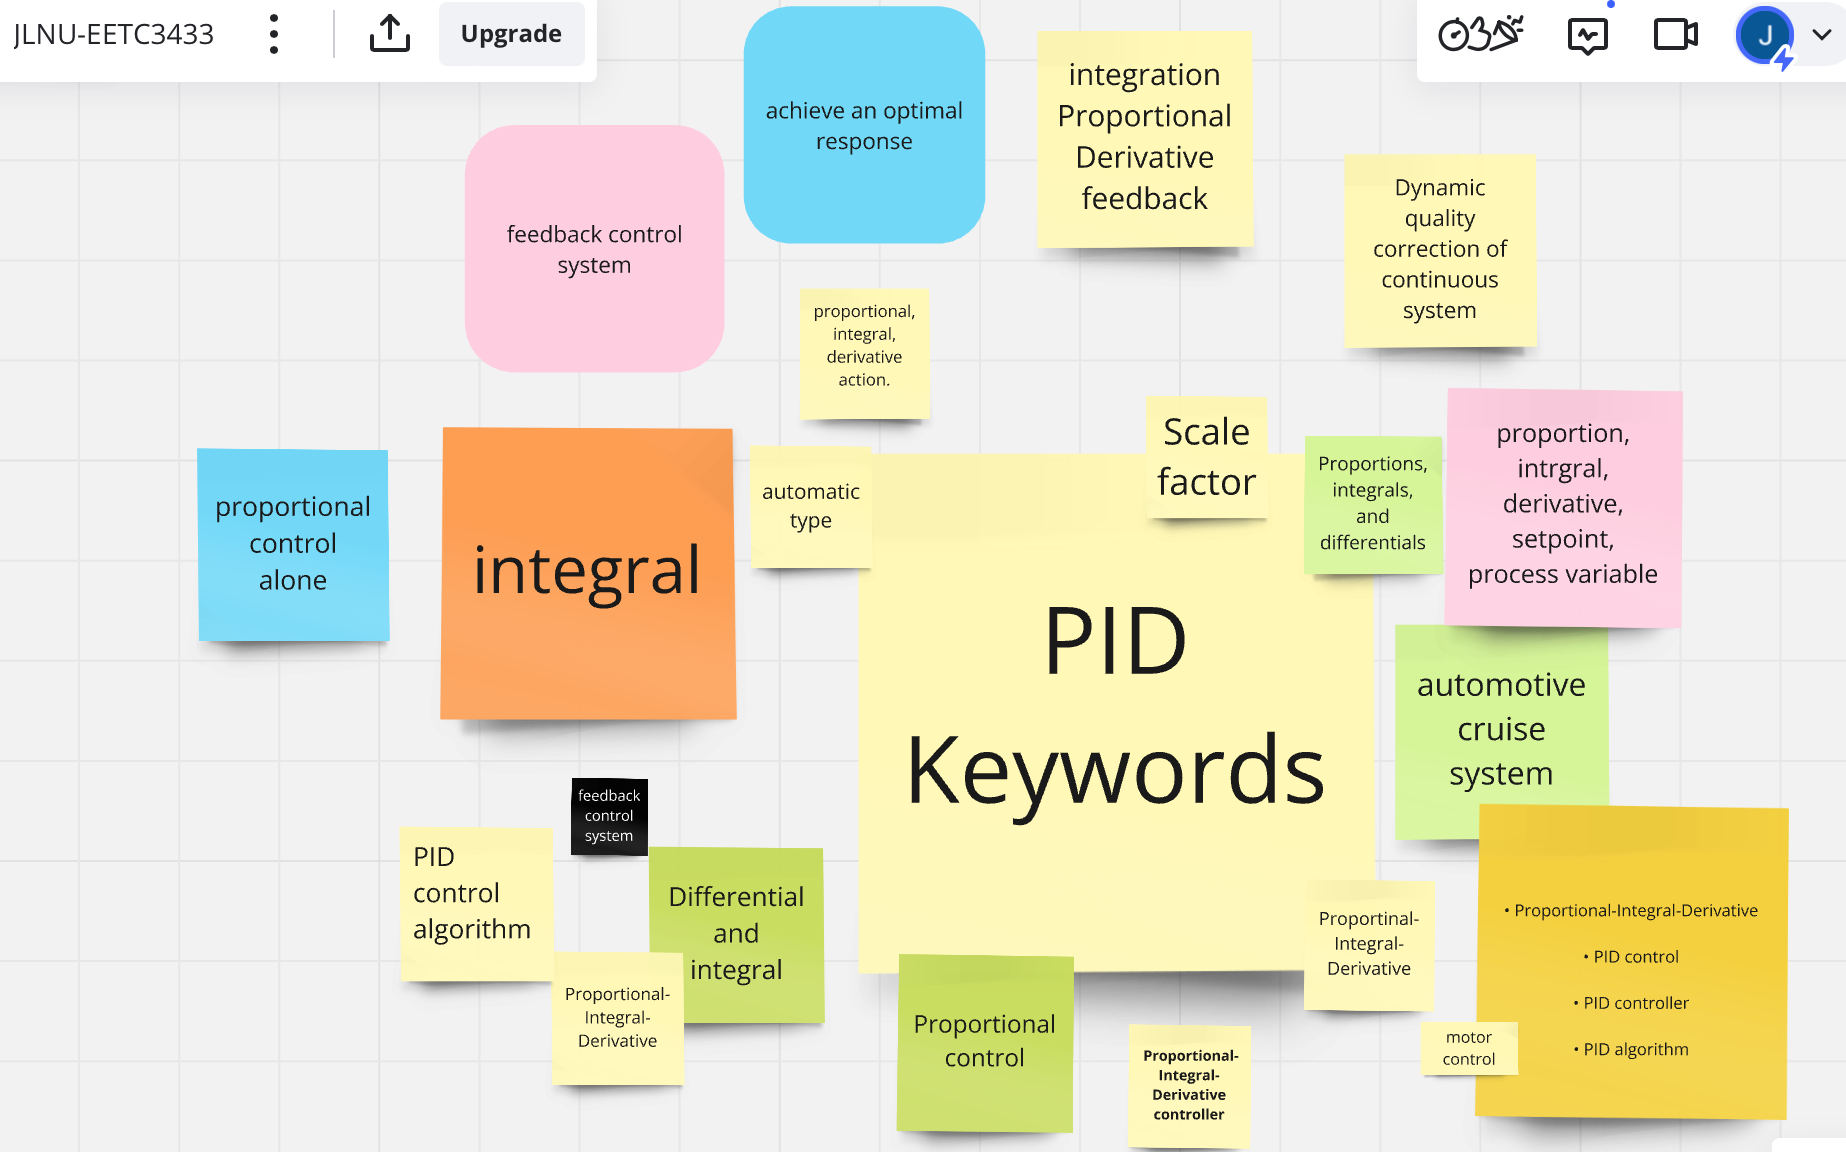 JLNU-EETC3433
Upgrade
J
achieve an optimal
response
integration
Proportional
Derivative
feedback
feedback control
system
Dynamic
quality
correction of
continuous
system
proportional,
integral,
derivative
action.
Scale
factor
proportion,
intrgral,
derivative,
setpoint,
process variable
Proportions,
integrals,
and
differentials
proportional
control
alone
integral
automatic
type
PID
Keywords
automotive
cruise
system
feedback
control
system
PID
control
algorithm
Differential
and
integral
Proportional-
Integral-
Derivative
Proportional
control
Proportional-
Integral-
Derivative
controller
Proportinal-
Integral-
Derivative
• Proportional-Integral-Derivative
• PID control
• PID controller
• PID algorithm
motor
control